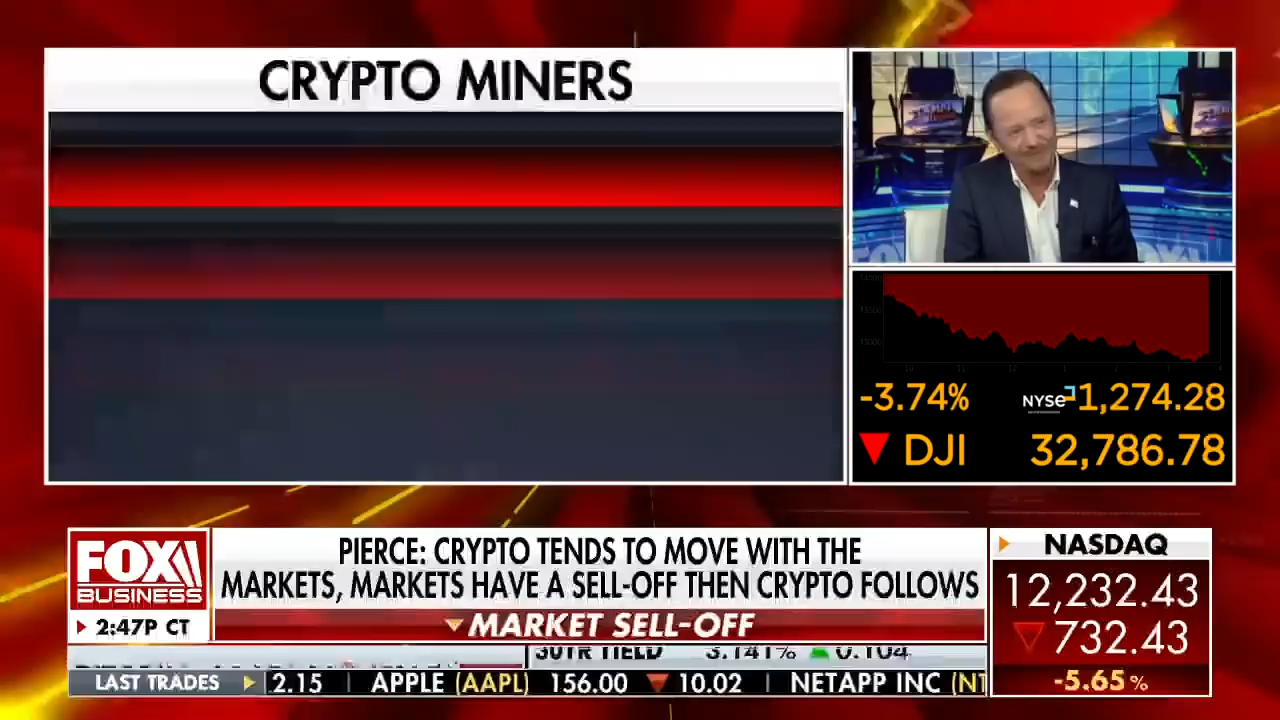 CRYPTO MINERS
-3.74%
NYSE
-1,274.28
DJI
32,786.78
FOX
BUSINESS
2:47P CT
PIERCE: CRYPTO TENDS TO MOVE WITH THE
MARKETS, MARKETS HAVE A SELL-OFF THEN CRYPTO FOLLOWS
MARKET SELL-OFF
NASDAQ
12,232.43
732.43
-5.65%
30YR YIELD 3.141% 0.104
LAST TRADES
2.15 APPLE (AAPL) 156.00 10.02 NETAPP INC